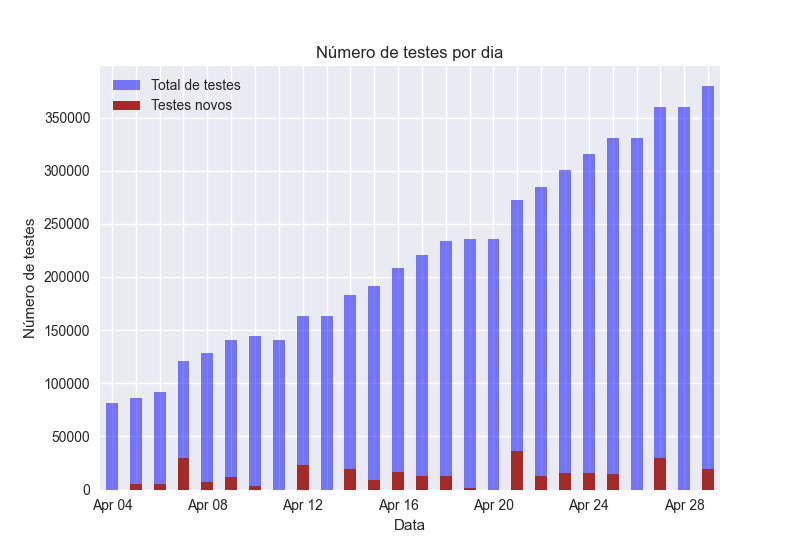 Número de testes por dia
Total de testes
Testes novos
Número de testes
350000
300000
250000
200000
150000
100000
50000
0
Apr 04
Apr 08
Apr 12
Apr 16
Apr 20
Apr 24
Apr 28
Data